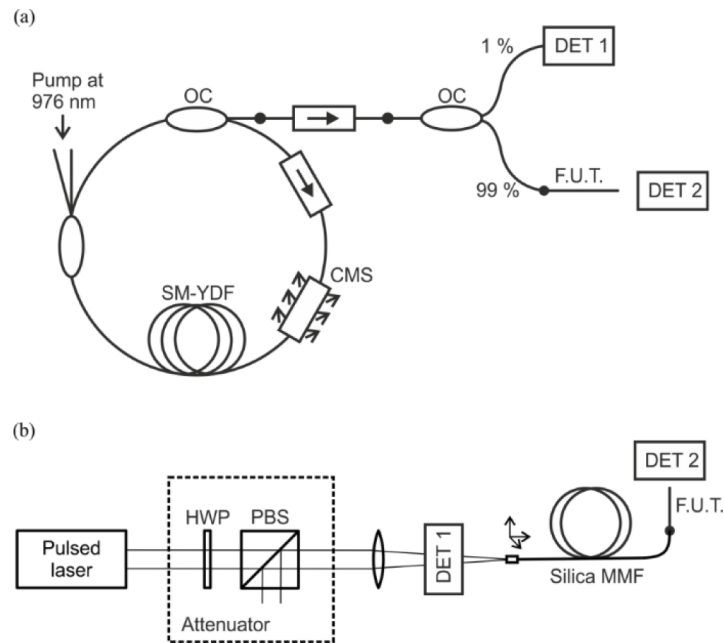 (a)
Pump at
976 nm
OC
OC
1 %
DET 1
F.U.T.
99 %
DET 2
CMS
SM-YDF
(b)
HWP
PBS
Pulsed
laser
Attenuator
DET 1
Silica MMF
DET 2
F.U.T.